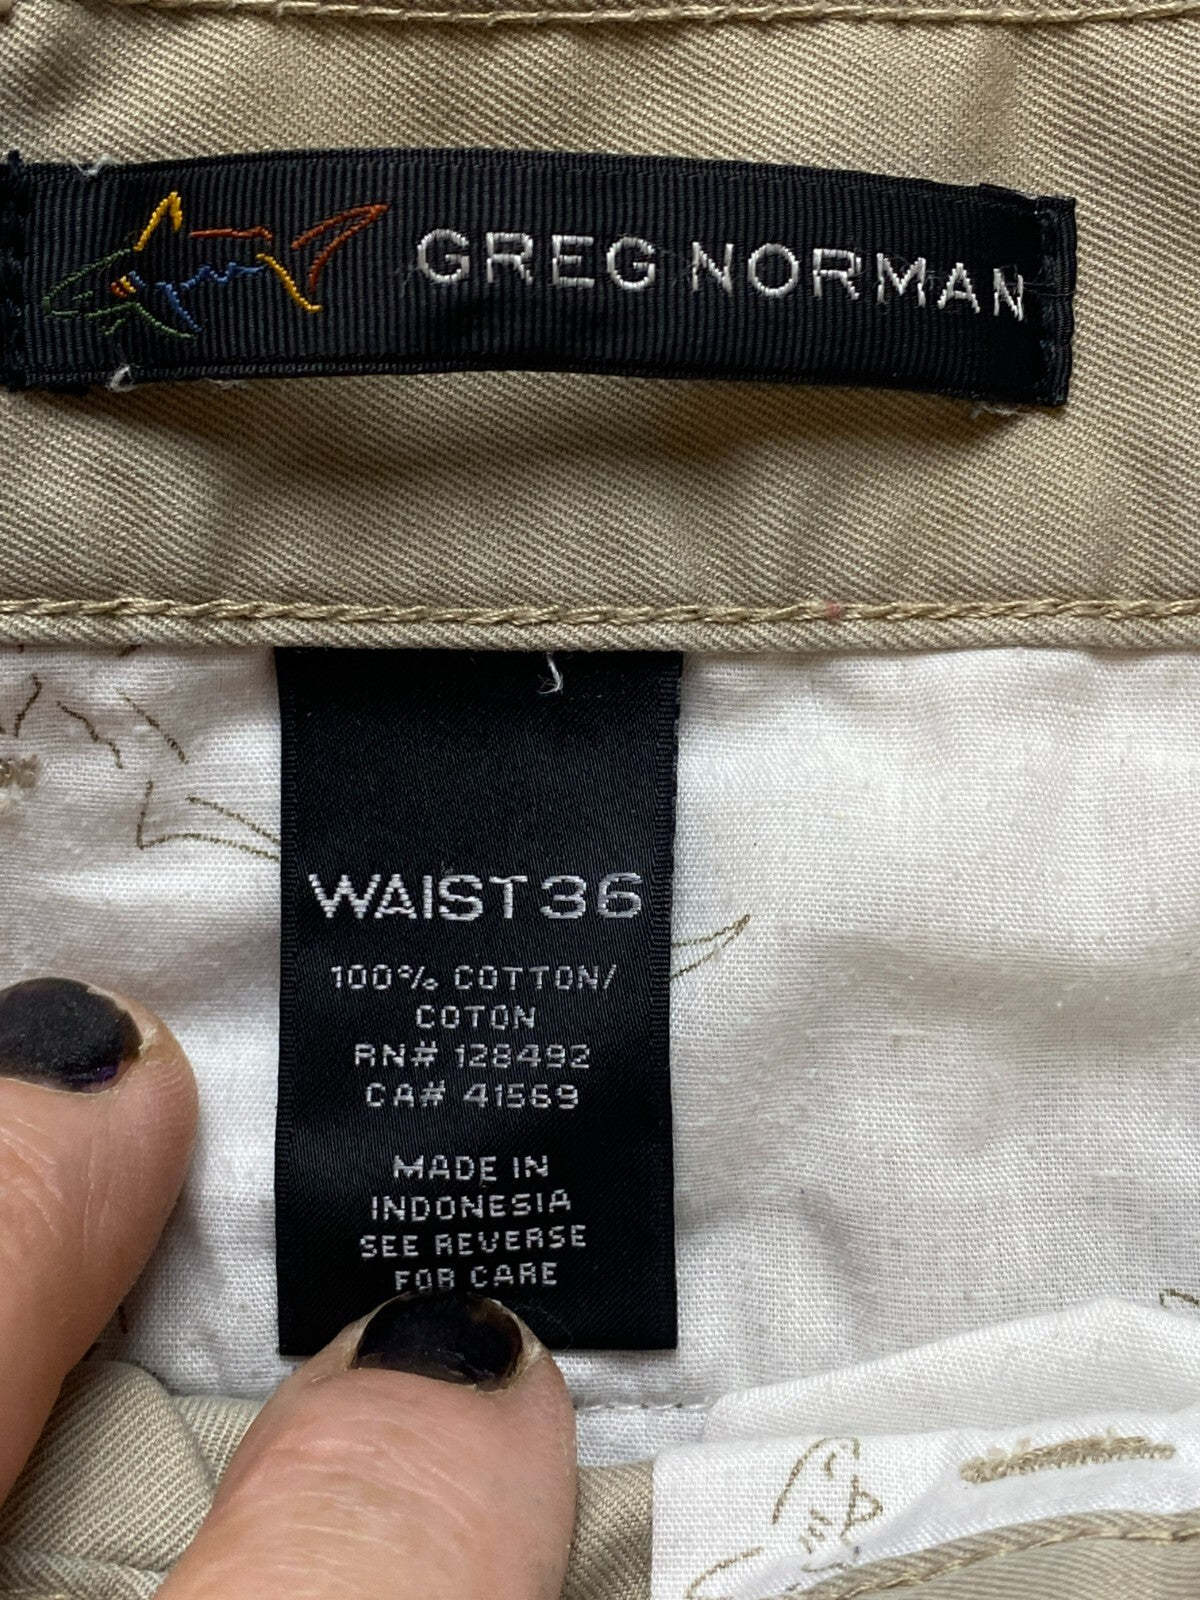 GREG NORMAN
WAIST 36
100% COTTON/
COTON
RN# 128492
CA# 41569
MADE IN
INDONESIA
SEE REVERSE
FOR CARE